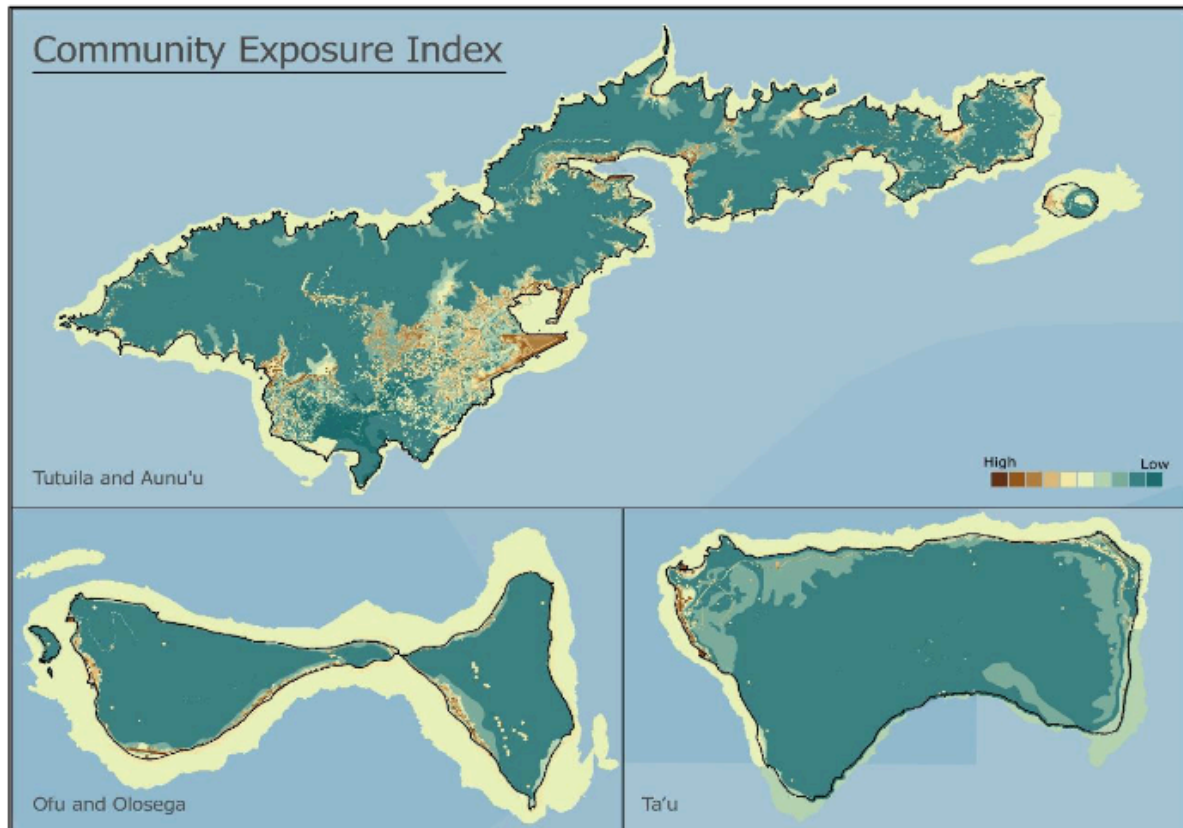 Community Exposure Index
Tutuila and Aunu'u
High Low
Ofu and Olosega
Ta'u